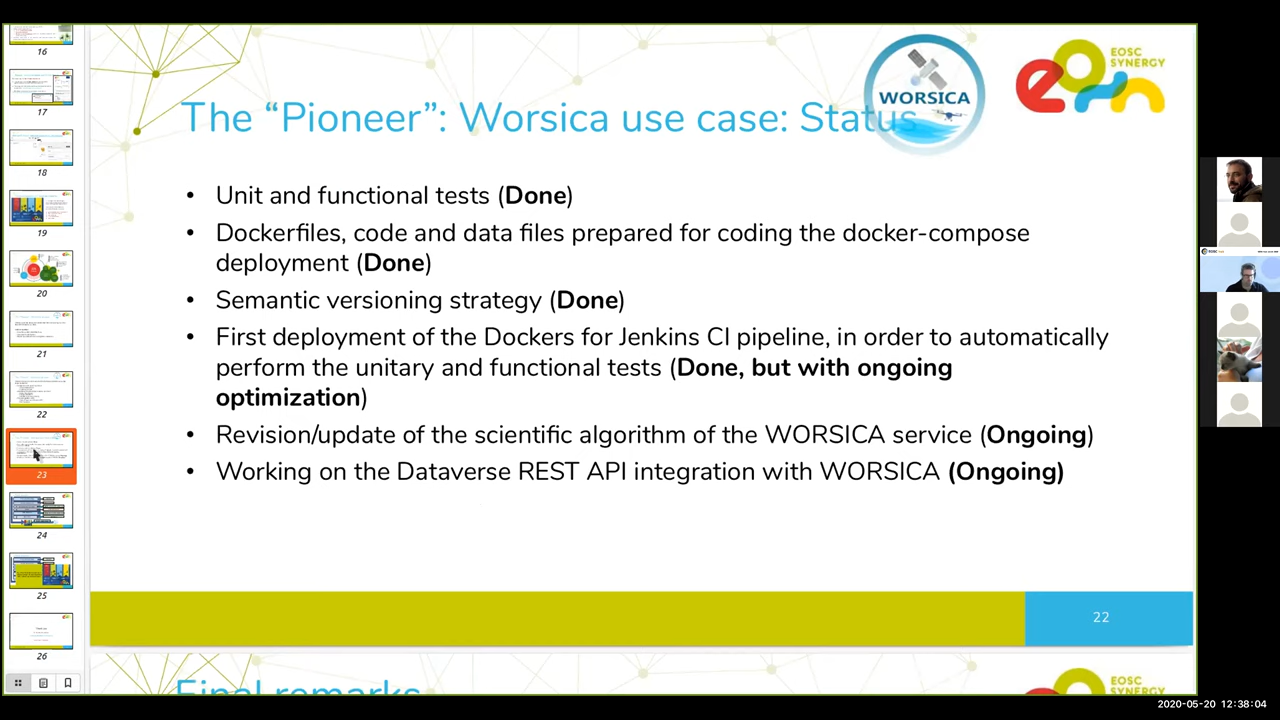 16
17
18
19
20
21
22
23
24
25
26
The “Pioneer”: Worsica use case: Status
WORSICA
EOSC
SYNERGY
• Unit and functional tests (Done)
• Dockerfiles, code and data files prepared for coding the docker-compose
deployment (Done)
• Semantic versioning strategy (Done)
• First deployment of the Dockers for Jenkins CI pipeline, in order to automatically
perform the unitary and functional tests (Done, but with ongoing
optimization)
• Revision/update of the scientific algorithm of the WORSICA service (Ongoing)
• Working on the Dataverse REST API integration with WORSICA (Ongoing)
22
Final remarks
EOSC
SYNERGY
2020-05-20 12:38:04